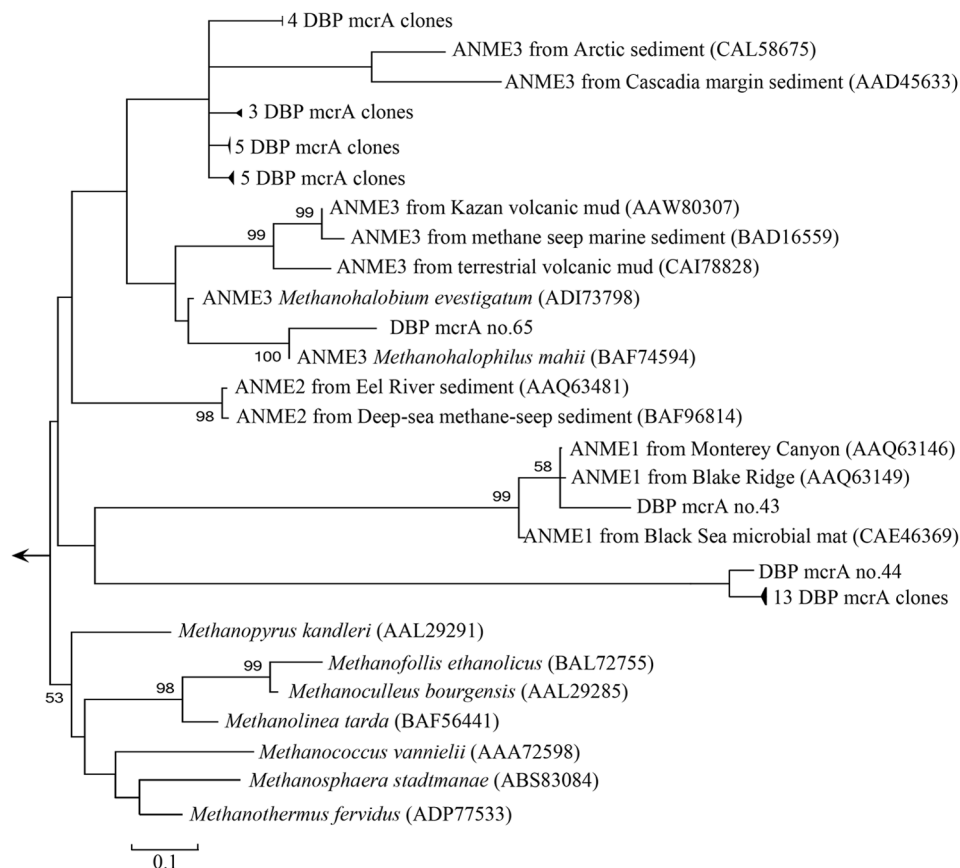 4 DBP mcrA clones
ANME3 from Arctic sediment (CAL58675)
ANME3 from Cascadia margin sediment (AAD45633)
3 DBP mcrA clones
5 DBP mcrA clones
5 DBP mcrA clones
99 ANME3 from Kazan volcanic mud (AAW80307)
99 ANME3 from methane seep marine sediment (BAD16559)
ANME3 from terrestrial volcanic mud (CAI78828)
ANME3 Methanohalobium evestigatum (ADI73798)
DBP mcrA no.65
100 ANME3 Methanohalophilus mahii (BAF74594)
ANME2 from Eel River sediment (AAQ63481)
98 ANME2 from Deep-sea methane-seep sediment (BAF96814)
ANME1 from Monterey Canyon (AAQ63146)
58 ANME1 from Blake Ridge (AAQ63149)
99 DBP mcrA no.43
ANME1 from Black Sea microbial mat (CAE46369)
DBP mcrA no.44
13 DBP mcrA clones
Methanopyrus kandleri (AAL29291)
99 Methanofollis ethanolicus (BAL72755)
53 98 Methanoculleus bourgensis (AAL29285)
Methanolinea tarda (BAF56441)
Methanococcus vannielii (AAA72598)
Methanosphaera stadtmanae (ABS83084)
Methanothermus fervidus (ADP77533)
0.1